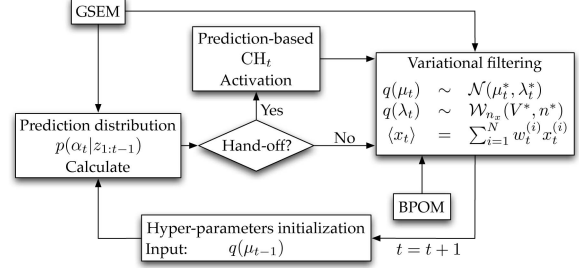 GSEM
Prediction-based
CH_t
Activation
Variational filtering
q(μ_t) ∼ N(μ_t^*, λ_t^*)
q(λ_t) ∼ W_{n_x}(V^*, n^*)
⟨x_t⟩ = ∑_{i=1}^{N} w_t^{(i)} x_t^{(i)}
Yes
Prediction distribution
p(α_t|z_{1:t−1})
Calculate
Hand-off?
No
BPOM
Hyper-parameters initialization
Input: q(μ_{t−1})
t = t + 1